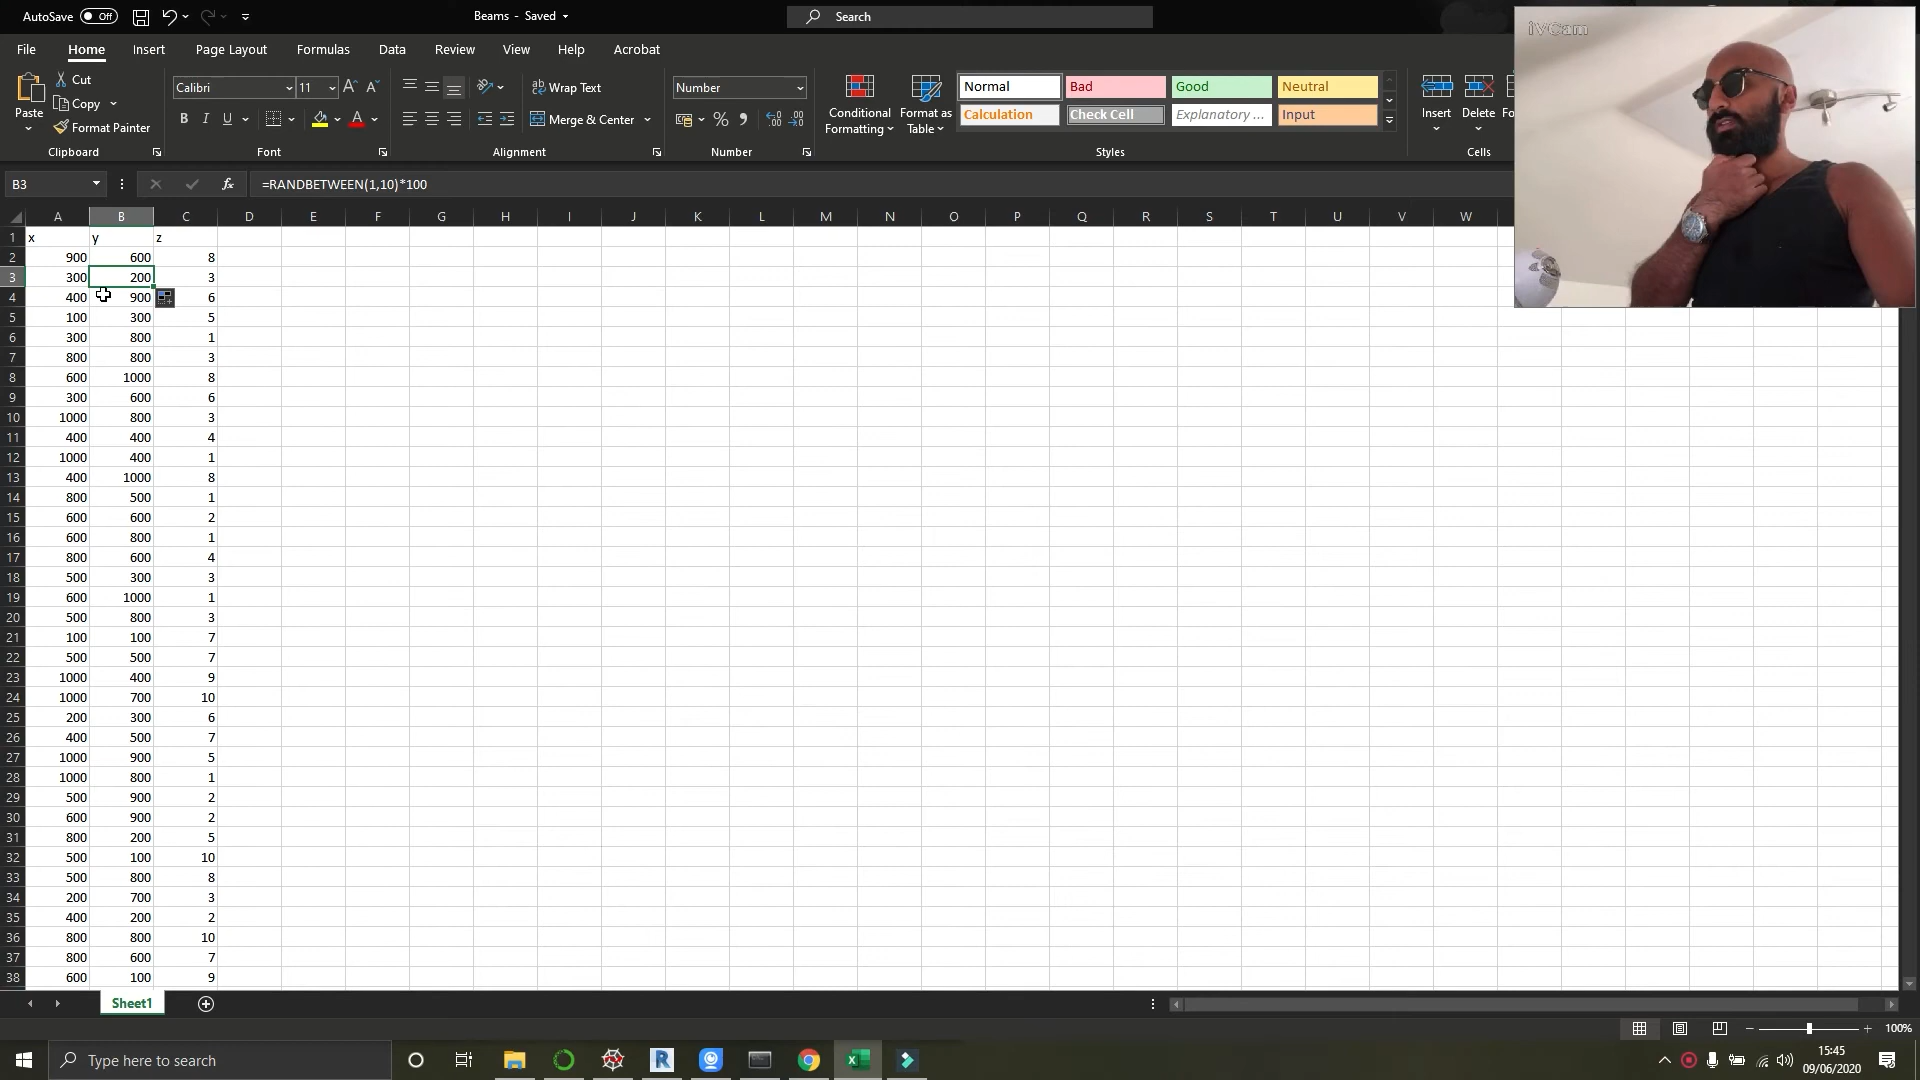 AutoSave Off Beams - Saved Search
iVCam
File Home Insert Page Layout Formulas Data Review View Help Acrobat
Paste Cut Copy Format Painter Clipboard
Calibri 11 A A B I U A Font
Wrap Text Merge & Center Alignment
Number % 9 Number
Conditional Formatting Format as Table
Normal Bad Good Neutral
Calculation Check Cell Explanatory ... Input
Styles
Insert Delete Cells
B3 fx =RANDBETWEEN(1,10)*100
A B C D E F G H I J K L M N O P Q R S T U V W
1 x y z
2 900 600 8
3 300 200 3
4 400 900 6
5 100 300 5
6 300 800 1
7 800 800 3
8 600 1000 8
9 300 600 6
10 1000 800 3
11 400 400 4
12 1000 400 1
13 400 1000 8
14 800 500 1
15 600 600 2
16 600 800 1
17 800 600 4
18 500 300 3
19 600 1000 1
20 500 800 3
21 100 100 7
22 500 500 7
23 1000 400 9
24 1000 700 10
25 200 300 6
26 400 500 7
27 1000 900 5
28 1000 800 1
29 500 900 2
30 600 900 2
31 800 200 5
32 500 100 10
33 500 800 8
34 200 700 3
35 400 200 2
36 800 800 10
37 800 600 7
38 600 100 9
Sheet1
100%
Type here to search
15:45
09/06/2020